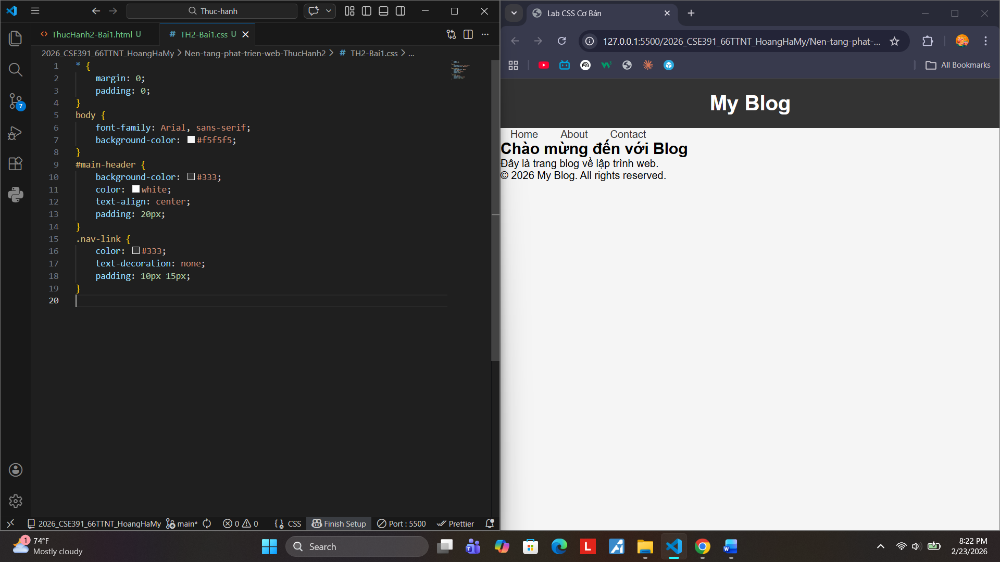 Thuc-hanh
ThucHanh2-Bai1.html U
# TH2-Bai1.css U
2026_CSE391_66TTNT_HoangHaMy > Nen-tang-phat-trien-web-ThucHanh2 > # TH2-Bai1.css > ...
1 * {
2 margin: 0;
3 padding: 0;
4 }
5 body {
6 font-family: Arial, sans-serif;
7 background-color: #f5f5f5;
8 }
9 #main-header {
10 background-color: #333;
11 color: white;
12 text-align: center;
13 padding: 20px;
14 }
15 .nav-link {
16 color: #333;
17 text-decoration: none;
18 padding: 10px 15px;
19 }
20
7
2026_CSE391_66TTNT_HoangHaMy main* 0 0 {} CSS Finish Setup Port : 5500 Prettier
Lab CSS Cơ Bản
127.0.0.1:5500/2026_CSE391_66TTNT_HoangHaMy/Nen-tang-phat-...
All Bookmarks
My Blog
Home About Contact
Chào mừng đến với Blog
Đây là trang blog về lập trình web.
© 2026 My Blog. All rights reserved.
1
74°F
Mostly cloudy
Search
L
8:22 PM
2/23/2026